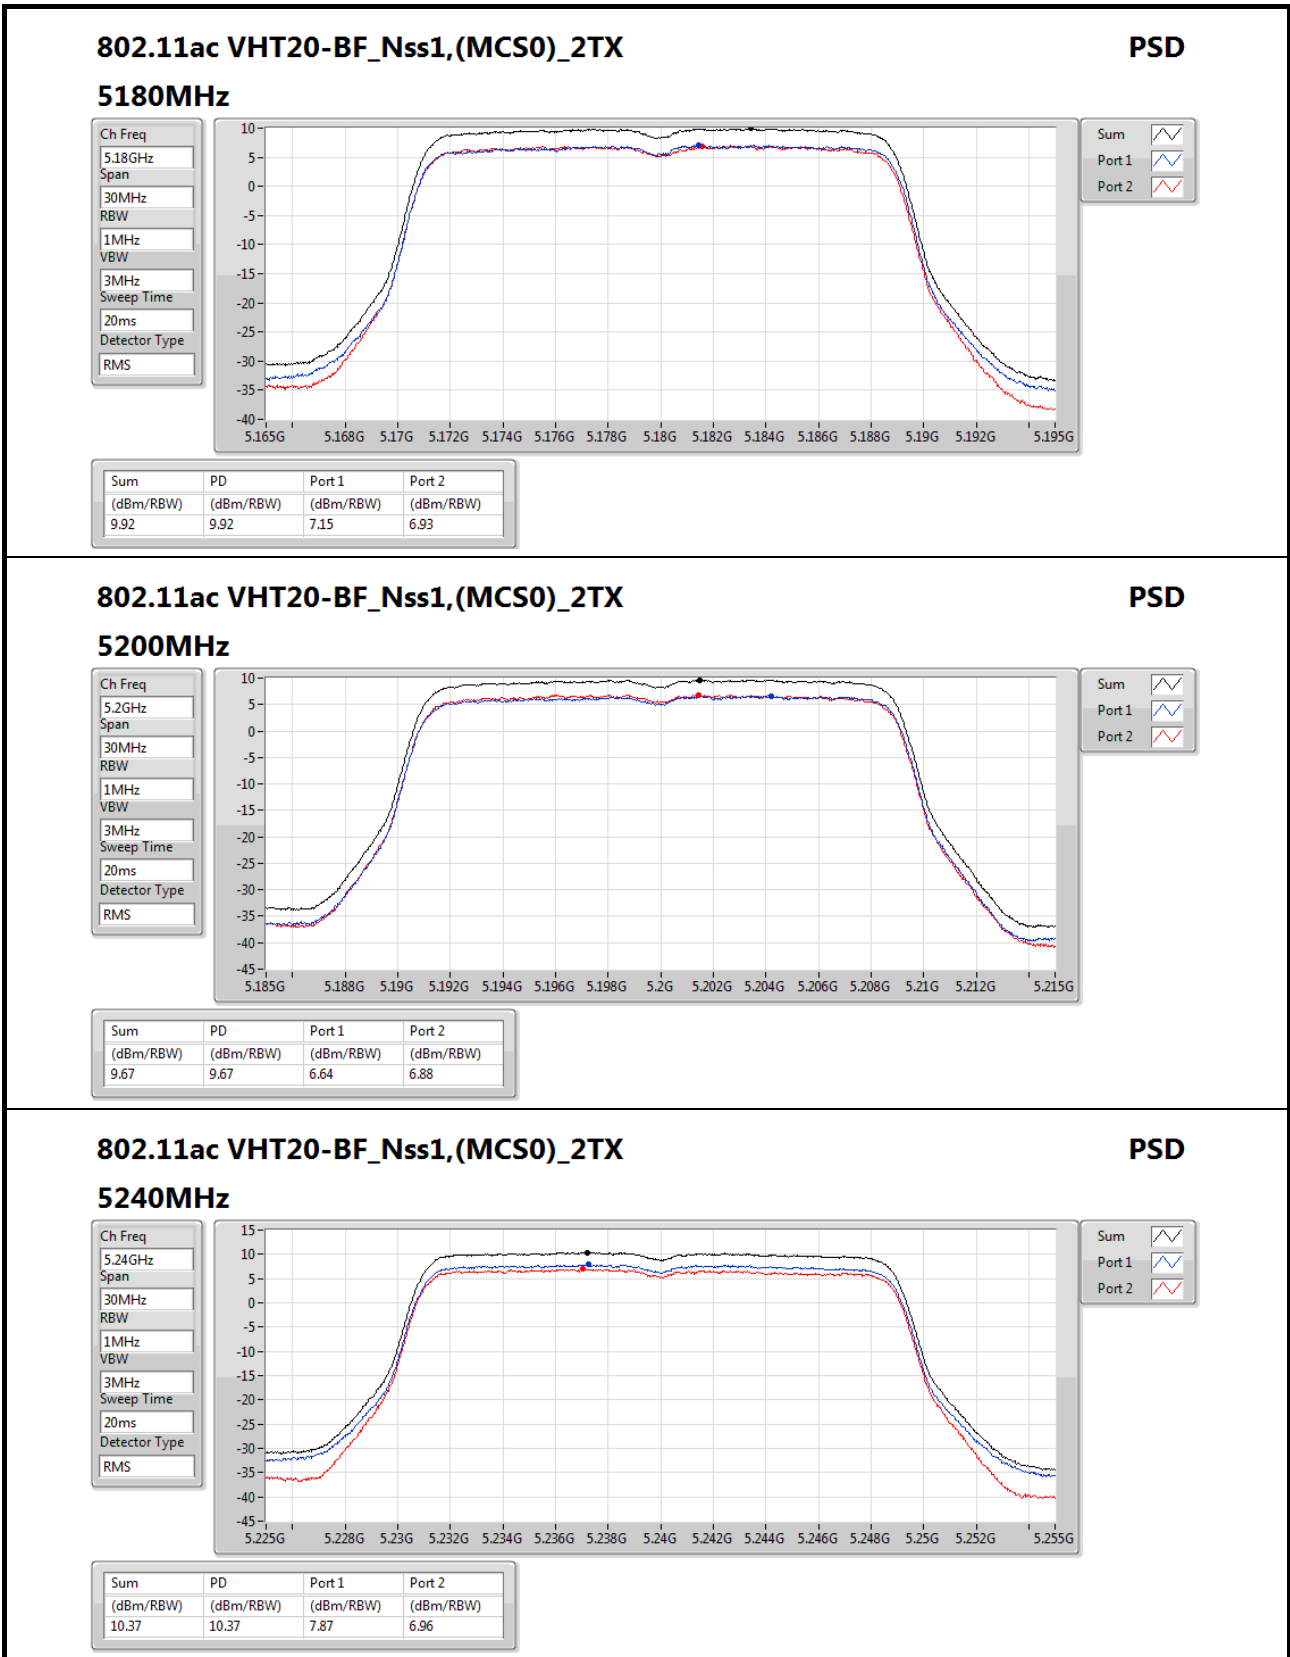 802.11ac VHT20-BF_Nss1,(MCS0)_2TX PSD
5180MHz
Ch Freq
5.18GHz
Span
30MHz
RBW
1MHz
VBW
3MHz
Sweep Time
20ms
Detector Type
RMS
10
5
0
-5
-10
-15
-20
-25
-30
-35
-40
5.165G 5.168G 5.17G 5.172G 5.174G 5.176G 5.178G 5.18G 5.182G 5.184G 5.186G 5.188G 5.19G 5.192G 5.195G
Sum
Port 1
Port 2
Sum PD Port 1 Port 2
(dBm/RBW) (dBm/RBW) (dBm/RBW) (dBm/RBW)
9.92 9.92 7.15 6.93
802.11ac VHT20-BF_Nss1,(MCS0)_2TX PSD
5200MHz
Ch Freq
5.2GHz
Span
30MHz
RBW
1MHz
VBW
3MHz
Sweep Time
20ms
Detector Type
RMS
10
5
0
-5
-10
-15
-20
-25
-30
-35
-40
-45
5.185G 5.188G 5.19G 5.192G 5.194G 5.196G 5.198G 5.2G 5.202G 5.204G 5.206G 5.208G 5.21G 5.212G 5.215G
Sum
Port 1
Port 2
Sum PD Port 1 Port 2
(dBm/RBW) (dBm/RBW) (dBm/RBW) (dBm/RBW)
9.67 9.67 6.64 6.88
802.11ac VHT20-BF_Nss1,(MCS0)_2TX PSD
5240MHz
Ch Freq
5.24GHz
Span
30MHz
RBW
1MHz
VBW
3MHz
Sweep Time
20ms
Detector Type
RMS
15
10
5
0
-5
-10
-15
-20
-25
-30
-35
-40
-45
5.225G 5.228G 5.23G 5.232G 5.234G 5.236G 5.238G 5.24G 5.242G 5.244G 5.246G 5.248G 5.25G 5.252G 5.255G
Sum
Port 1
Port 2
Sum PD Port 1 Port 2
(dBm/RBW) (dBm/RBW) (dBm/RBW) (dBm/RBW)
10.37 10.37 7.87 6.96